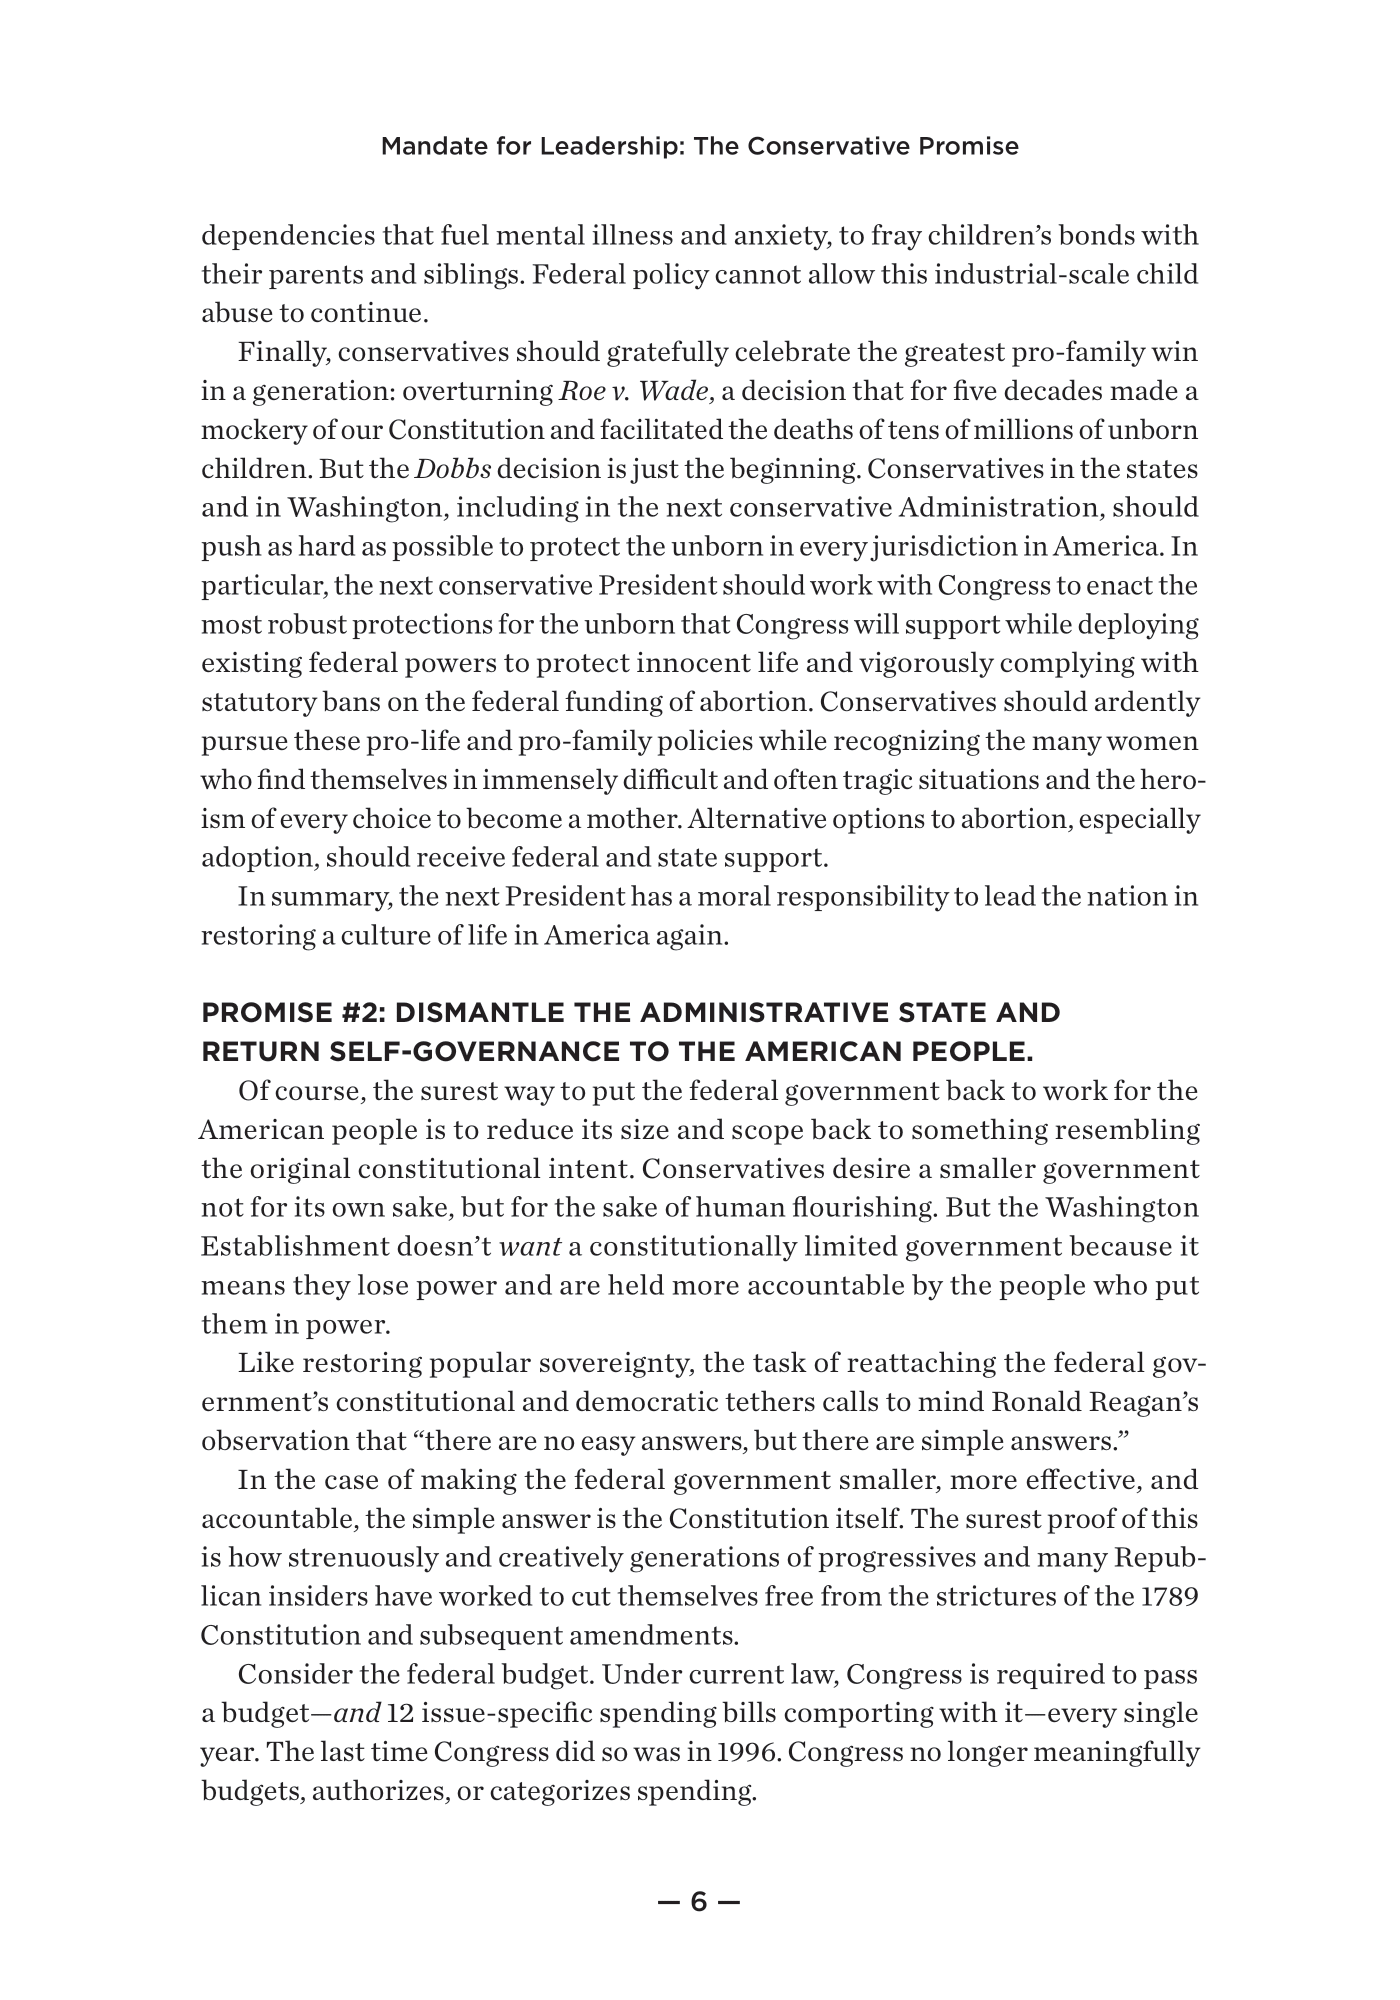 Mandate for Leadership: The Conservative Promise
dependencies that fuel mental illness and anxiety, to fray children’s bonds with
their parents and siblings. Federal policy cannot allow this industrial-scale child
abuse to continue.
Finally, conservatives should gratefully celebrate the greatest pro-family win
in a generation: overturning Roe v. Wade, a decision that for five decades made a
mockery of our Constitution and facilitated the deaths of tens of millions of unborn
children. But the Dobbs decision is just the beginning. Conservatives in the states
and in Washington, including in the next conservative Administration, should
push as hard as possible to protect the unborn in every jurisdiction in America. In
particular, the next conservative President should work with Congress to enact the
most robust protections for the unborn that Congress will support while deploying
existing federal powers to protect innocent life and vigorously complying with
statutory bans on the federal funding of abortion. Conservatives should ardently
pursue these pro-life and pro-family policies while recognizing the many women
who find themselves in immensely difficult and often tragic situations and the hero-
ism of every choice to become a mother. Alternative options to abortion, especially
adoption, should receive federal and state support.
In summary, the next President has a moral responsibility to lead the nation in
restoring a culture of life in America again.
PROMISE #2: DISMANTLE THE ADMINISTRATIVE STATE AND
RETURN SELF-GOVERNANCE TO THE AMERICAN PEOPLE.
Of course, the surest way to put the federal government back to work for the
American people is to reduce its size and scope back to something resembling
the original constitutional intent. Conservatives desire a smaller government
not for its own sake, but for the sake of human flourishing. But the Washington
Establishment doesn’t want a constitutionally limited government because it
means they lose power and are held more accountable by the people who put
them in power.
Like restoring popular sovereignty, the task of reattaching the federal gov-
ernment’s constitutional and democratic tethers calls to mind Ronald Reagan’s
observation that “there are no easy answers, but there are simple answers.”
In the case of making the federal government smaller, more effective, and
accountable, the simple answer is the Constitution itself. The surest proof of this
is how strenuously and creatively generations of progressives and many Repub-
lican insiders have worked to cut themselves free from the strictures of the 1789
Constitution and subsequent amendments.
Consider the federal budget. Under current law, Congress is required to pass
a budget—and 12 issue-specific spending bills comporting with it—every single
year. The last time Congress did so was in 1996. Congress no longer meaningfully
budgets, authorizes, or categorizes spending.
— 6 —